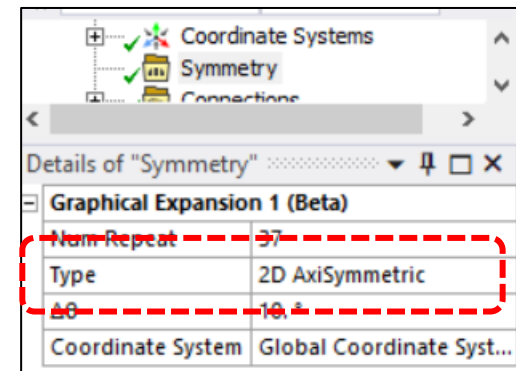 Coordinate Systems
Symmetry
Connections
Details of "Symmetry"
Graphical Expansion 1 (Beta)
Num Repeat 37
Type 2D AxiSymmetric
Δθ 10. °
Coordinate System Global Coordinate Syst...